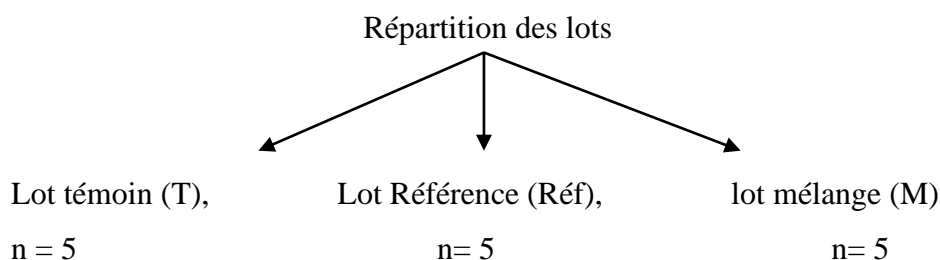 Répartition des lots
Lot témoin (T), Lot Référence (Réf), lot mélange (M)
n = 5 n= 5 n= 5